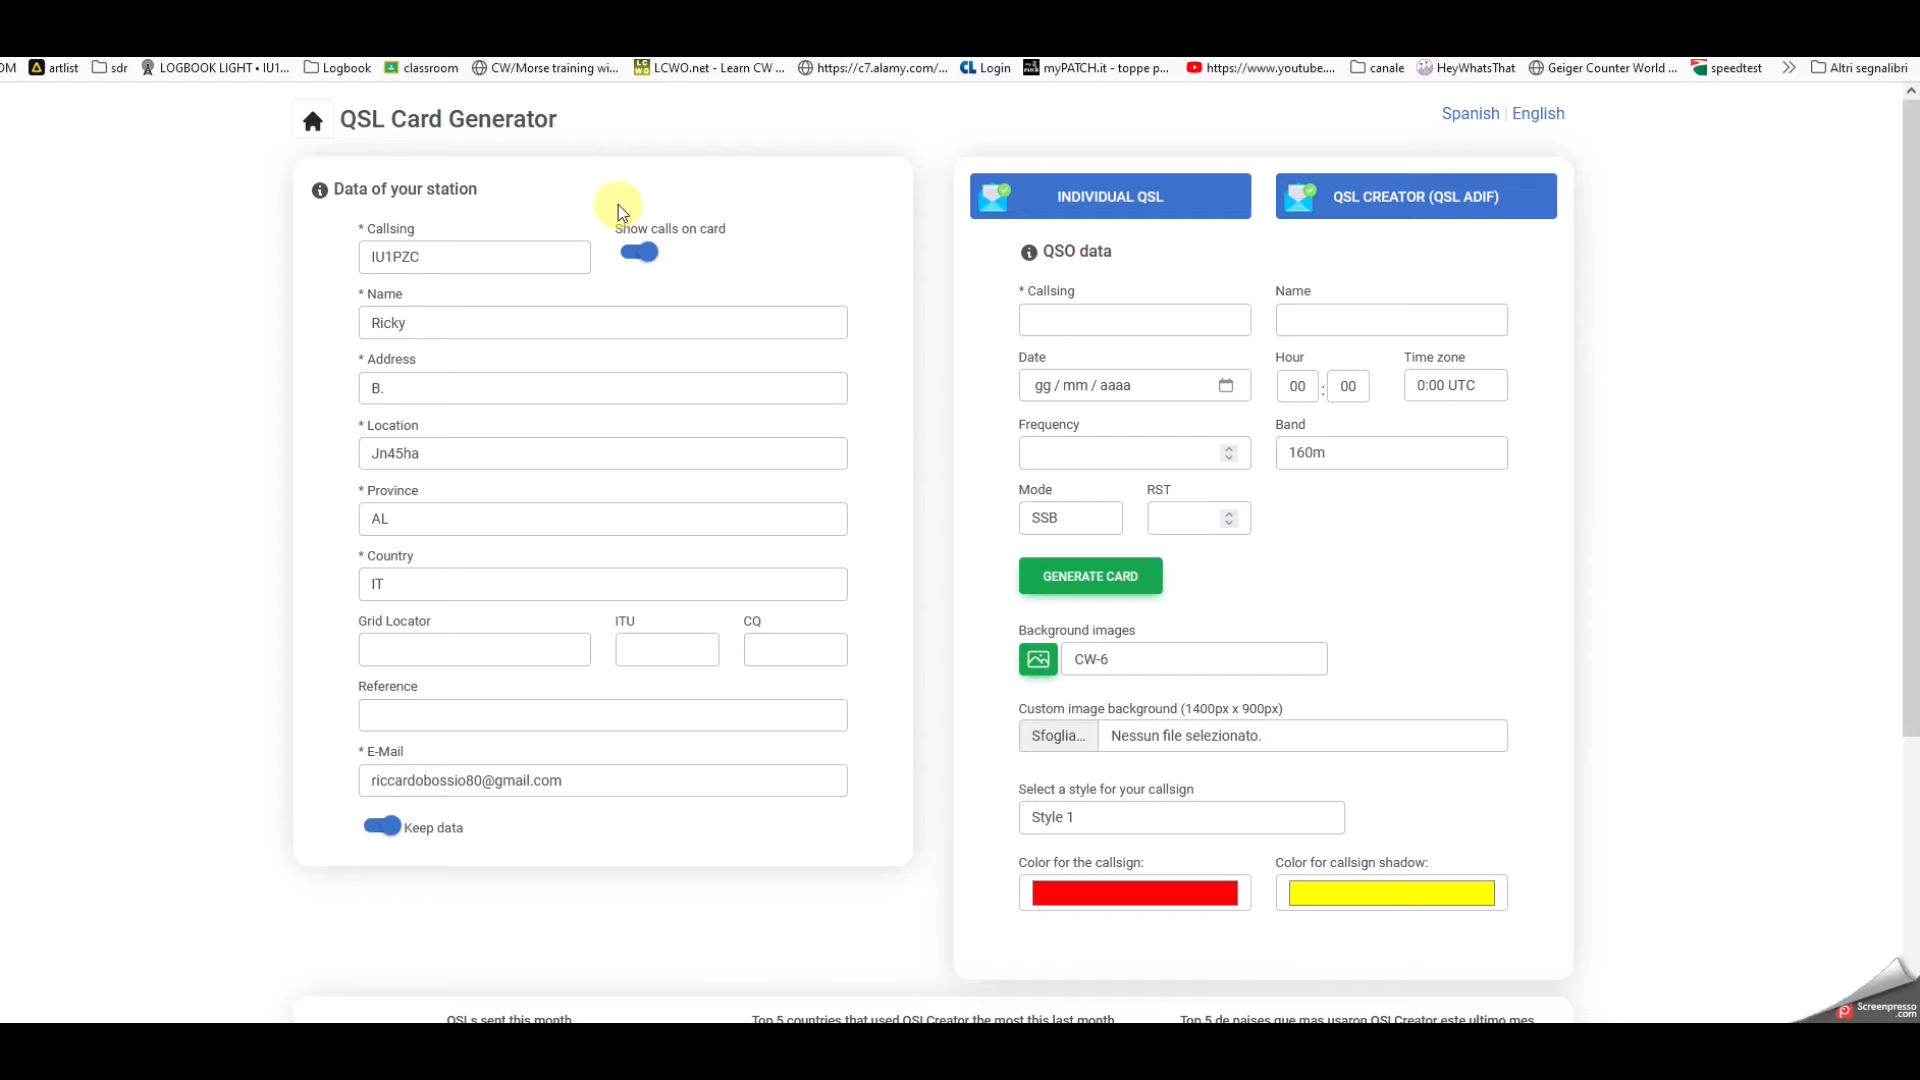 OM artlist sdr LOGBOOK LIGHT • IU1... Logbook classroom CW/Morse training wi... LCWO.net - Learn CW ... https://c7.alamy.com/... Login myPATCH.it - toppe p... https://www.youtube.... canale HeyWhatsThat Geiger Counter World ... speedtest Altri segnalibri
QSL Card Generator
Spanish | English
Data of your station
* Callsing
Show calls on card
IU1PZC
* Name
Ricky
* Address
B.
* Location
Jn45ha
* Province
AL
* Country
IT
Grid Locator ITU CQ
Reference
* E-Mail
riccardobossio80@gmail.com
Keep data
INDIVIDUAL QSL QSL CREATOR (QSL ADIF)
QSO data
* Callsing Name
Date Hour Time zone
gg / mm / aaaa 00 : 00 0:00 UTC
Frequency Band
160m
Mode RST
SSB
GENERATE CARD
Background images
CW-6
Custom image background (1400px x 900px)
Sfoglia... Nessun file selezionato.
Select a style for your callsign
Style 1
Color for the callsign: Color for callsign shadow:
QSLs sent this month Top 5 countries that used QSLCreator the most this last month Top 5 de paises que mas usaron QSLCreator este ultimo mes
Screenpresso
.com